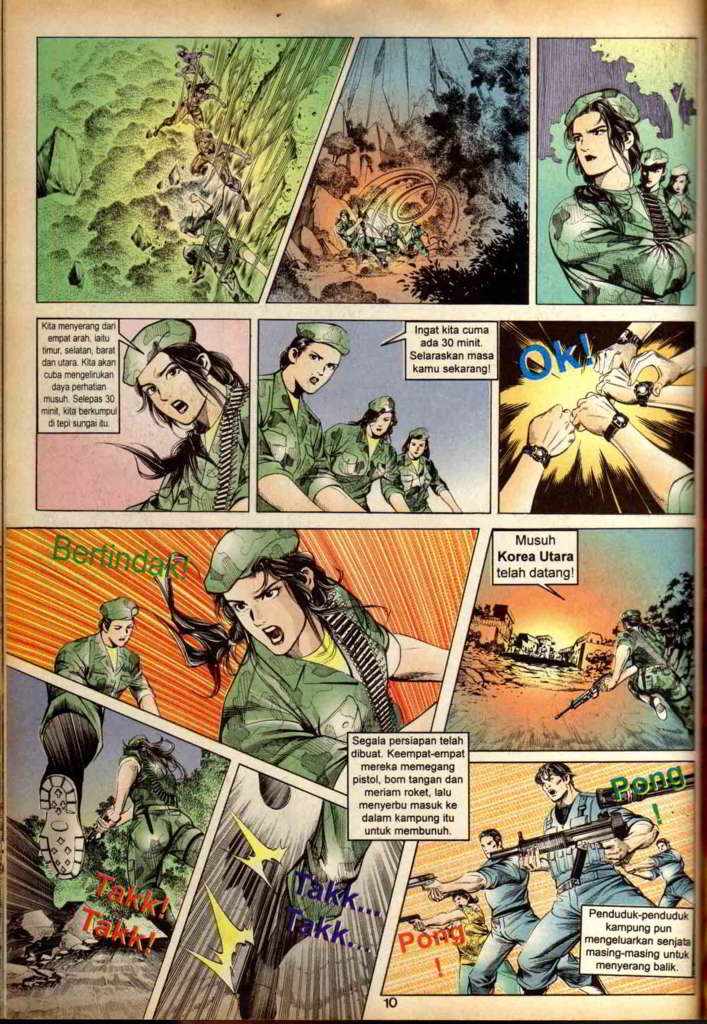 Kita menyerang dari
empat arah, iaitu
timur, selatan, barat
dan utara. Kita akan
cuba mengelirukan
daya perhatian
musuh. Selepas 30
minit, kita berkumpul
di tepi sungai itu.
Ingat kita cuma
ada 30 minit.
Selaraskan masa
kamu sekarang!
Ok!
Bertindak!
Musuh
Korea Utara
telah datang!
Segala persiapan telah
dibuat. Keempat-empat
mereka memegang
pistol, bom tangan dan
meriam roket, lalu
menyerbu masuk ke
dalam kampung itu
untuk membunuh.
Takk!
Takk!
Takk...
Takk...
Pong
!
Pong
!
Penduduk-penduduk
kampung pun
mengeluarkan senjata
masing-masing untuk
menyerang balik.
10